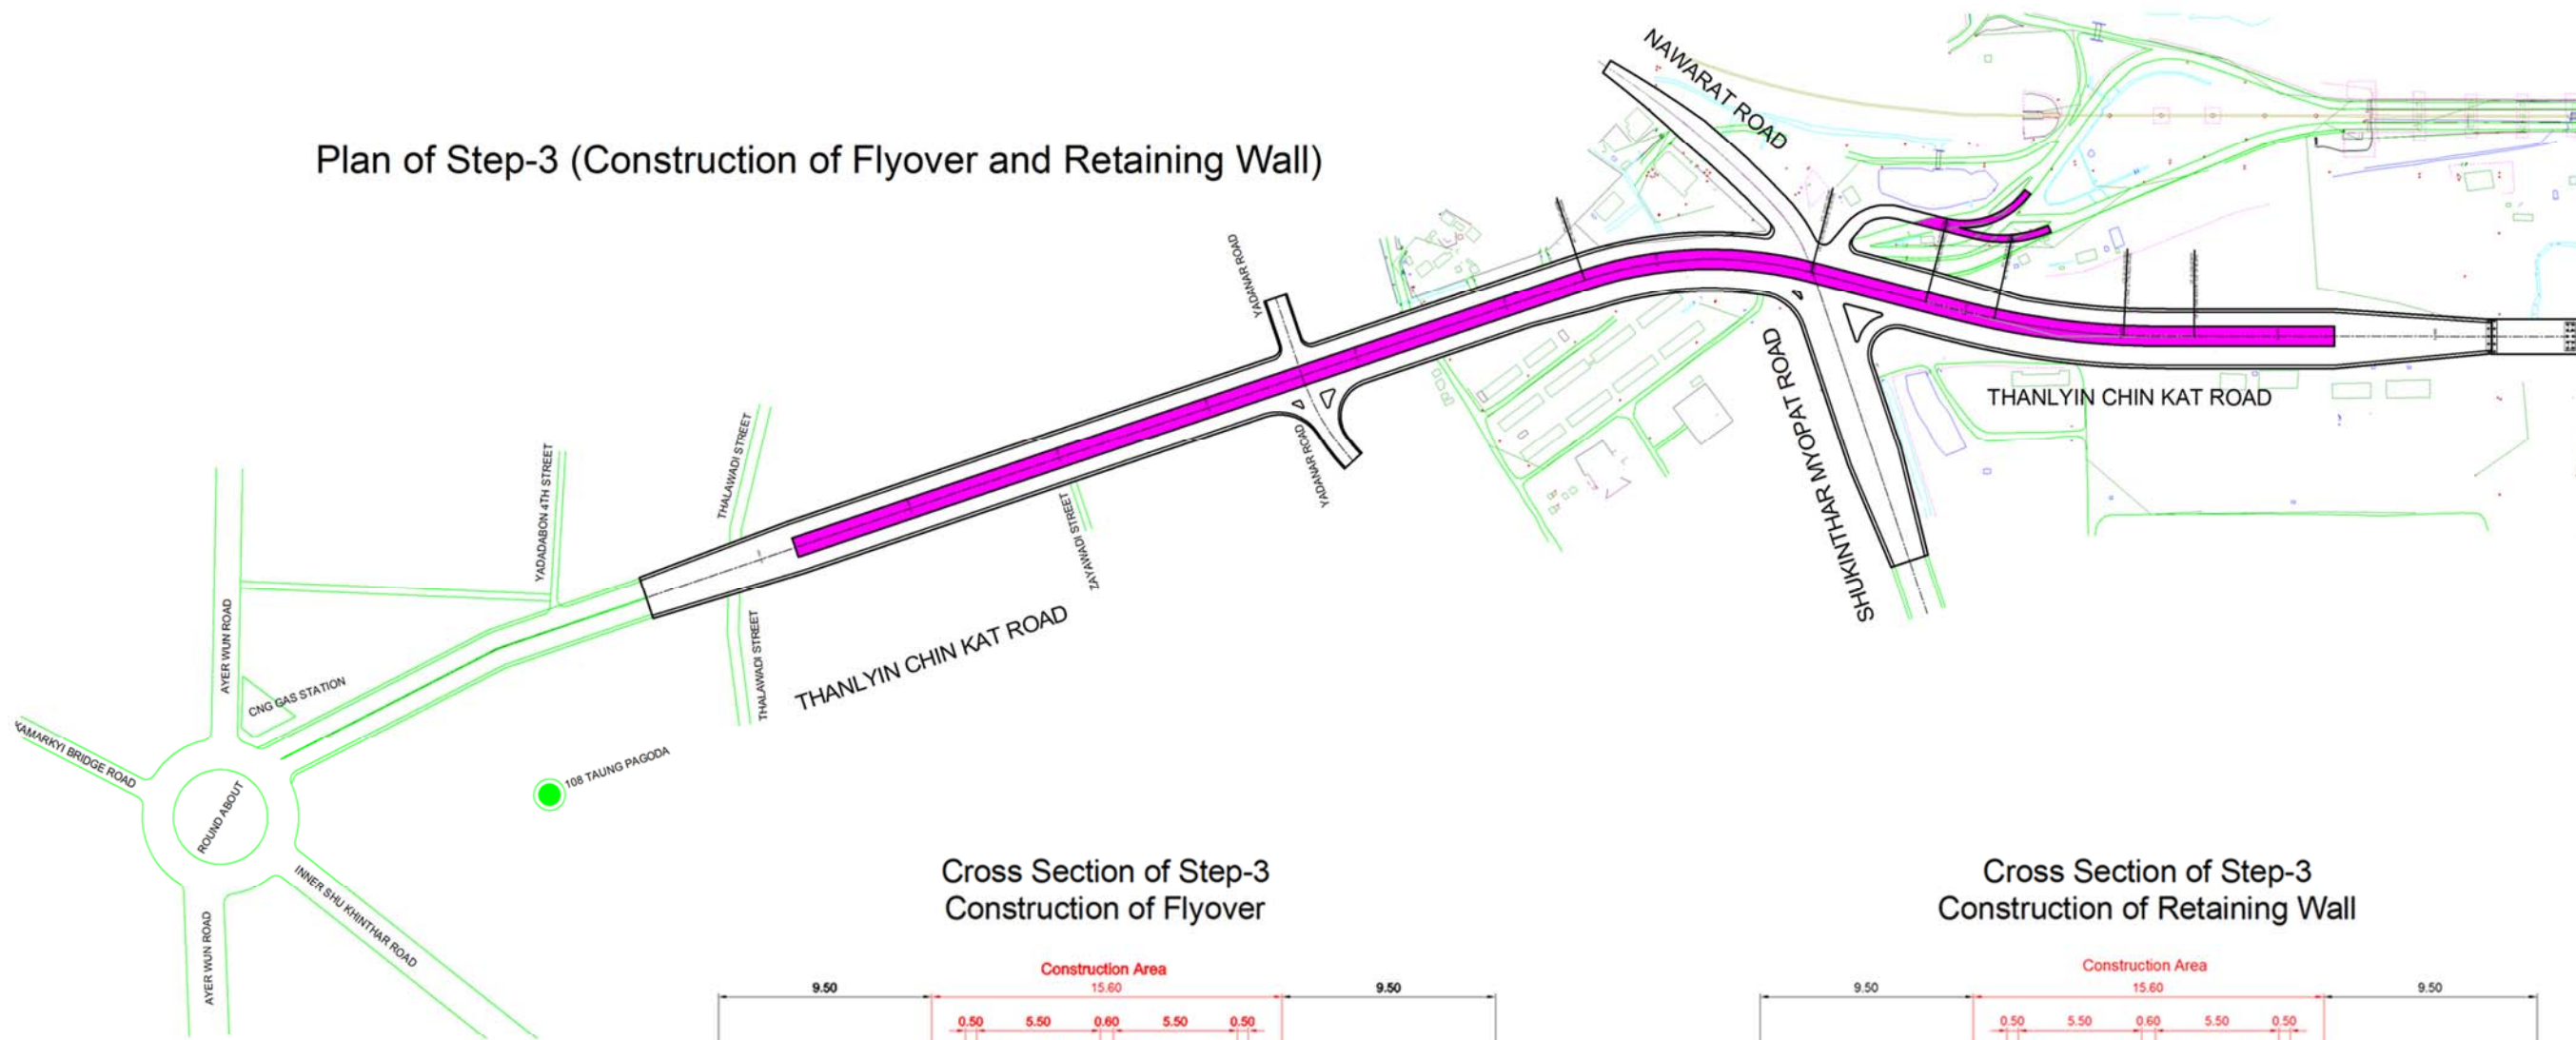 Plan of Step-3 (Construction of Flyover and Retaining Wall)
NAWARAT ROAD
YADANAR ROAD
YADANAR ROAD
SHUKINTHAR MYOPAT ROAD
THANLYIN CHIN KAT ROAD
THALAWADI STREET
YADADABON 4TH STREET
ZAYAWADI STREET
THALAWADI STREET
THANLYIN CHIN KAT ROAD
AYER WUN ROAD
CNG GAS STATION
KAMARKYI BRIDGE ROAD
ROUND ABOUT
108 TAUNG PAGODA
INNER SHU KHINTHAR ROAD
AYER WUN ROAD
Cross Section of Step-3
Construction of Flyover
Construction Area
9.50 15.60 9.50
0.50 5.50 0.60 5.50 0.50
Cross Section of Step-3
Construction of Retaining Wall
Construction Area
9.50 15.60 9.50
0.50 5.50 0.60 5.50 0.50